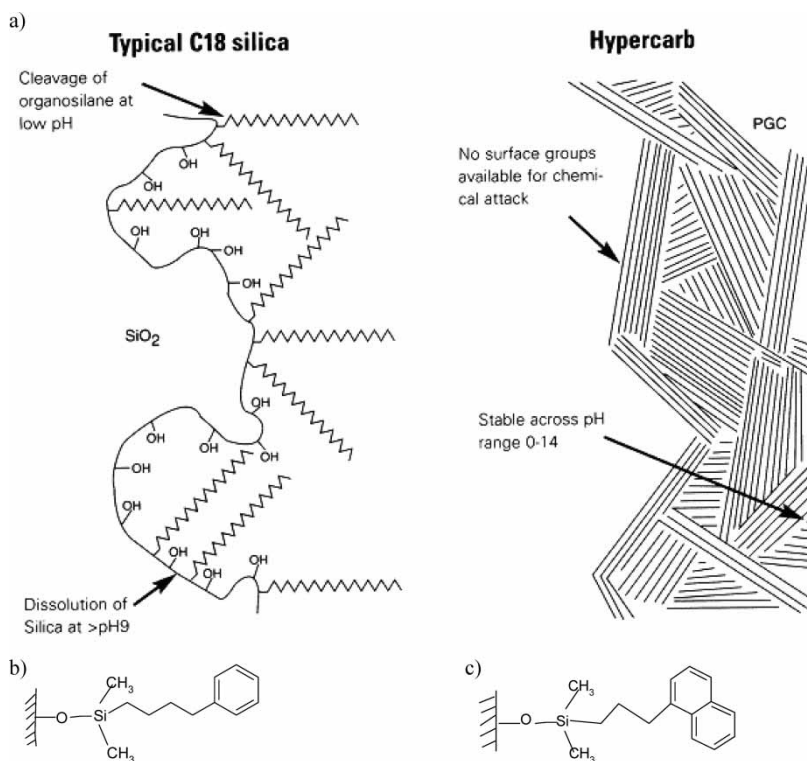 a)
Typical C18 silica
Cleavage of
organosilane at
low pH
OH
OH
OH
OH
OH
OH
OH
SiO2
OH
OH
OH
OH
OH
OH
OH
OH
OH
OH
Dissolution of
Silica at >pH9
Hypercarb
PGC
No surface groups
available for chemi-
cal attack
Stable across pH
range 0-14
b)
CH3
O
Si
CH3
c)
CH3
O
Si
CH3